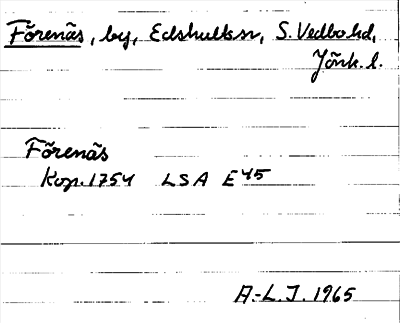 Förenäs, by, Edshults sn, S. Vedbo hd,
Jönk. l.
Förenäs
Kop. 1754 LSA E45
A.-L. J. 1965